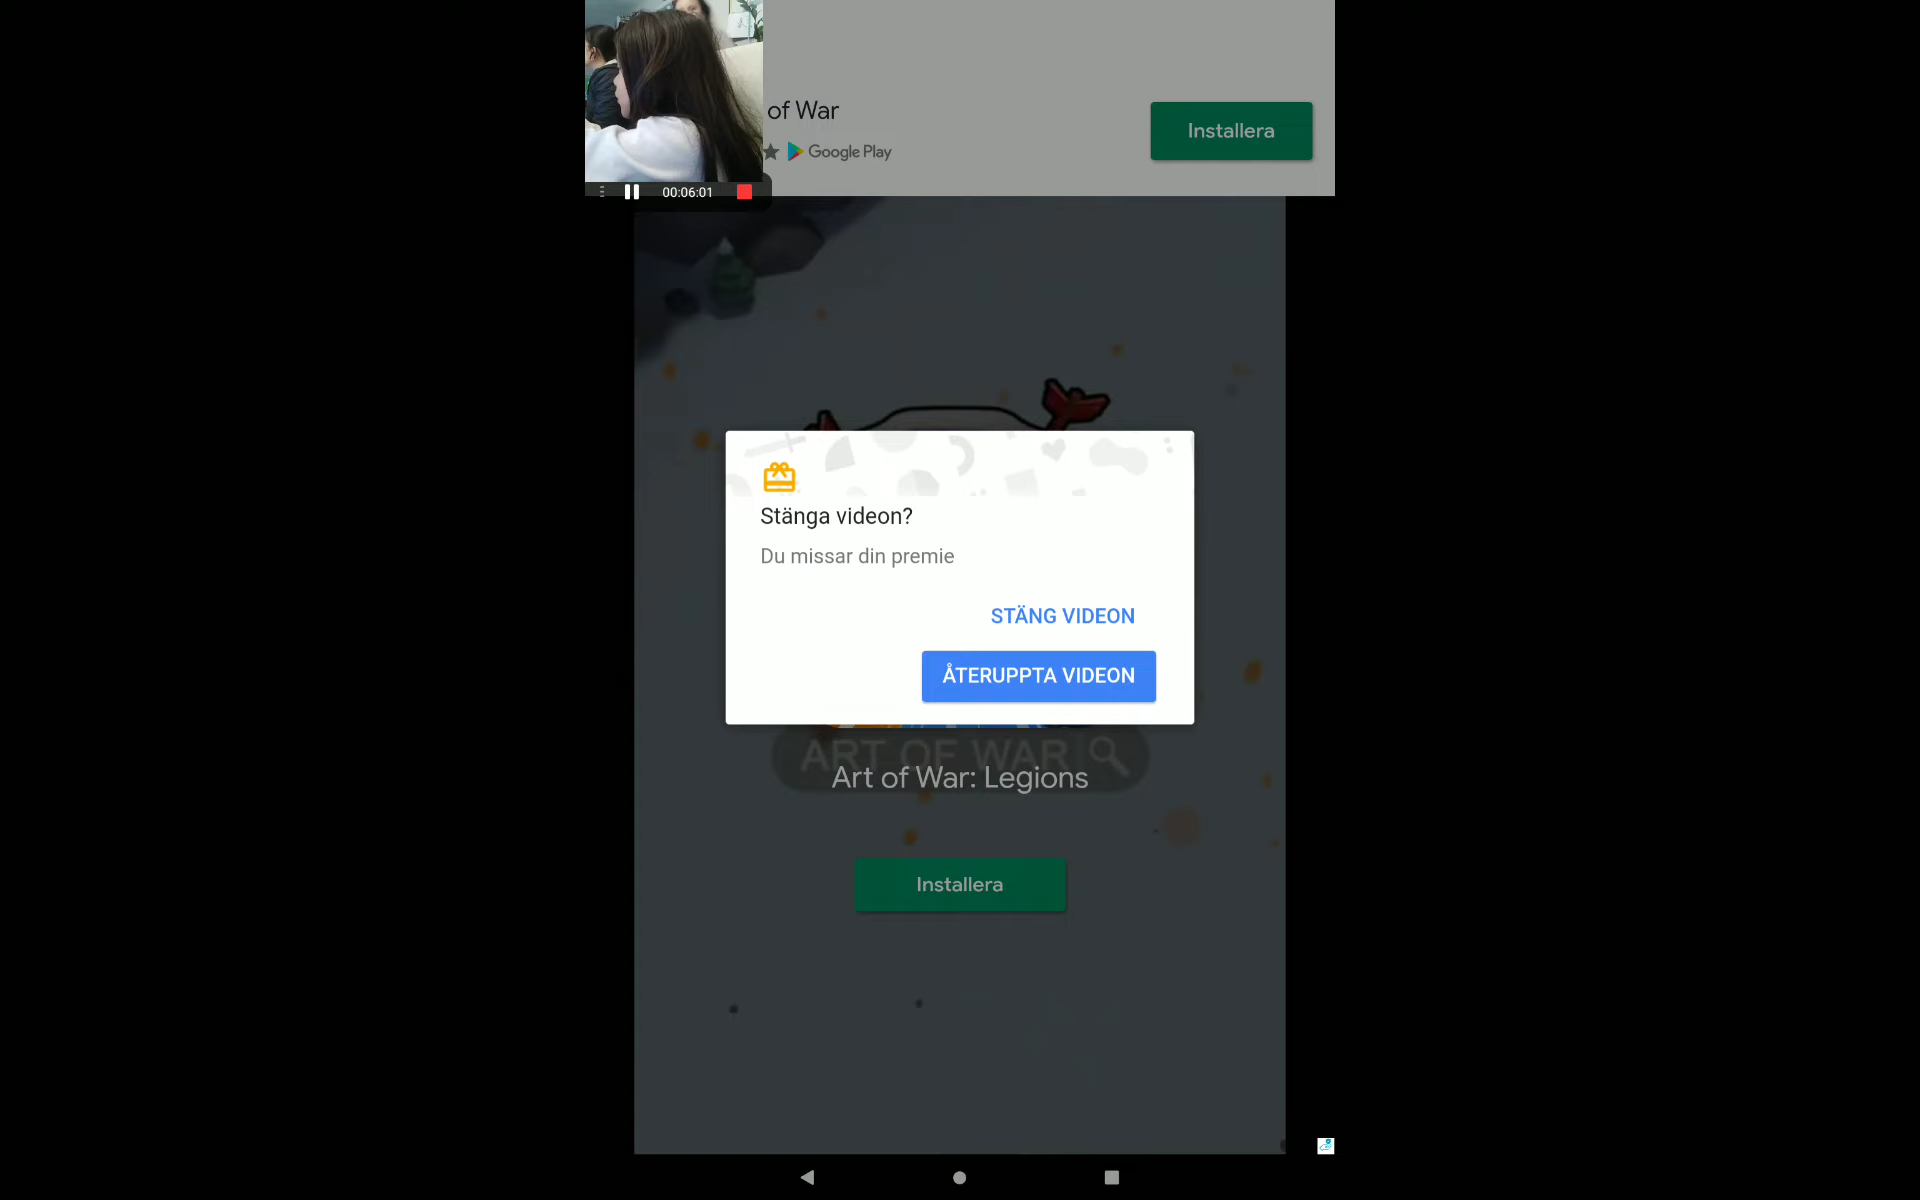 of War
Installera
Google Play
00:06:01
Stänga videon?
Du missar din premie
STÄNG VIDEON
ÅTERUPPTA VIDEON
ART OF WAR
Art of War: Legions
Installera